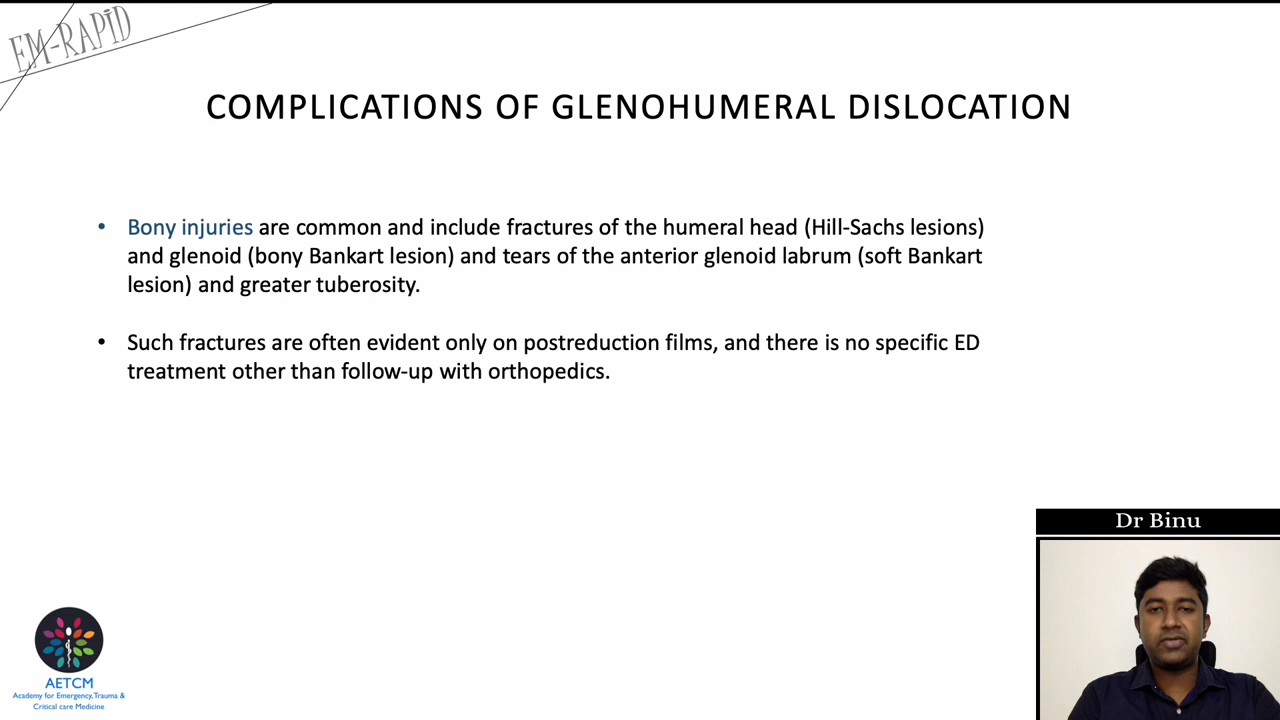 EM-RAPID
COMPLICATIONS OF GLENOHUMERAL DISLOCATION
• Bony injuries are common and include fractures of the humeral head (Hill-Sachs lesions)
and glenoid (bony Bankart lesion) and tears of the anterior glenoid labrum (soft Bankart
lesion) and greater tuberosity.
• Such fractures are often evident only on postreduction films, and there is no specific ED
treatment other than follow-up with orthopedics.
Dr Binu
AETCM
Academy for Emergency,Trauma &
Critical care Medicine